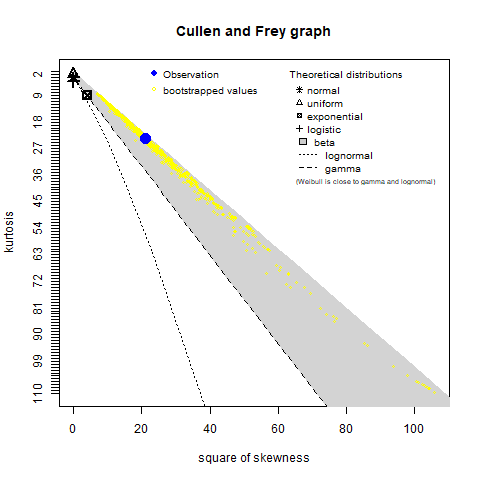 Cullen and Frey graph
Observation
bootstrapped values
Theoretical distributions
normal
uniform
exponential
logistic
beta
lognormal
gamma
(Weibull is close to gamma and lognormal)
kurtosis
2
9
18
27
36
45
54
63
72
81
90
99
110
0
20
40
60
80
100
square of skewness